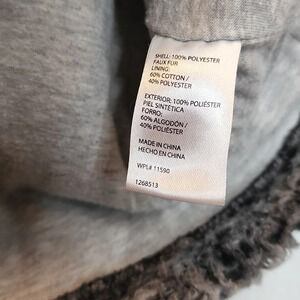 SHELL: 100% POLYESTER
FAUX FUR
LINING:
60% COTTON /
40% POLYESTER
EXTERIOR: 100% POLIÉSTER
PIEL SINTÉTICA
FORRO:
60% ALGODÓN /
40% POLIÉSTER
MADE IN CHINA
HECHO EN CHINA
WPL# 11590
1268513